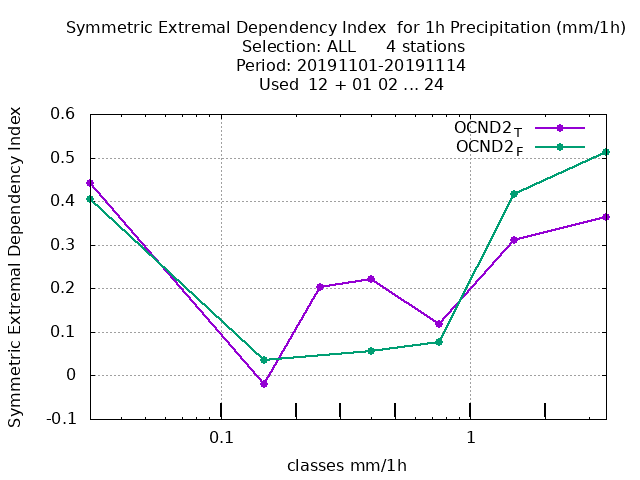 Symmetric Extremal Dependency Index  for 1h Precipitation (mm/1h)
Selection: ALL      4 stations
Period: 20191101-20191114
Used  12 + 01 02 ... 24
Symmetric Extremal Dependency Index
0.6
0.5
0.4
0.3
0.2
0.1
0
-0.1
OCND2T
OCND2F
0.1
1
classes mm/1h